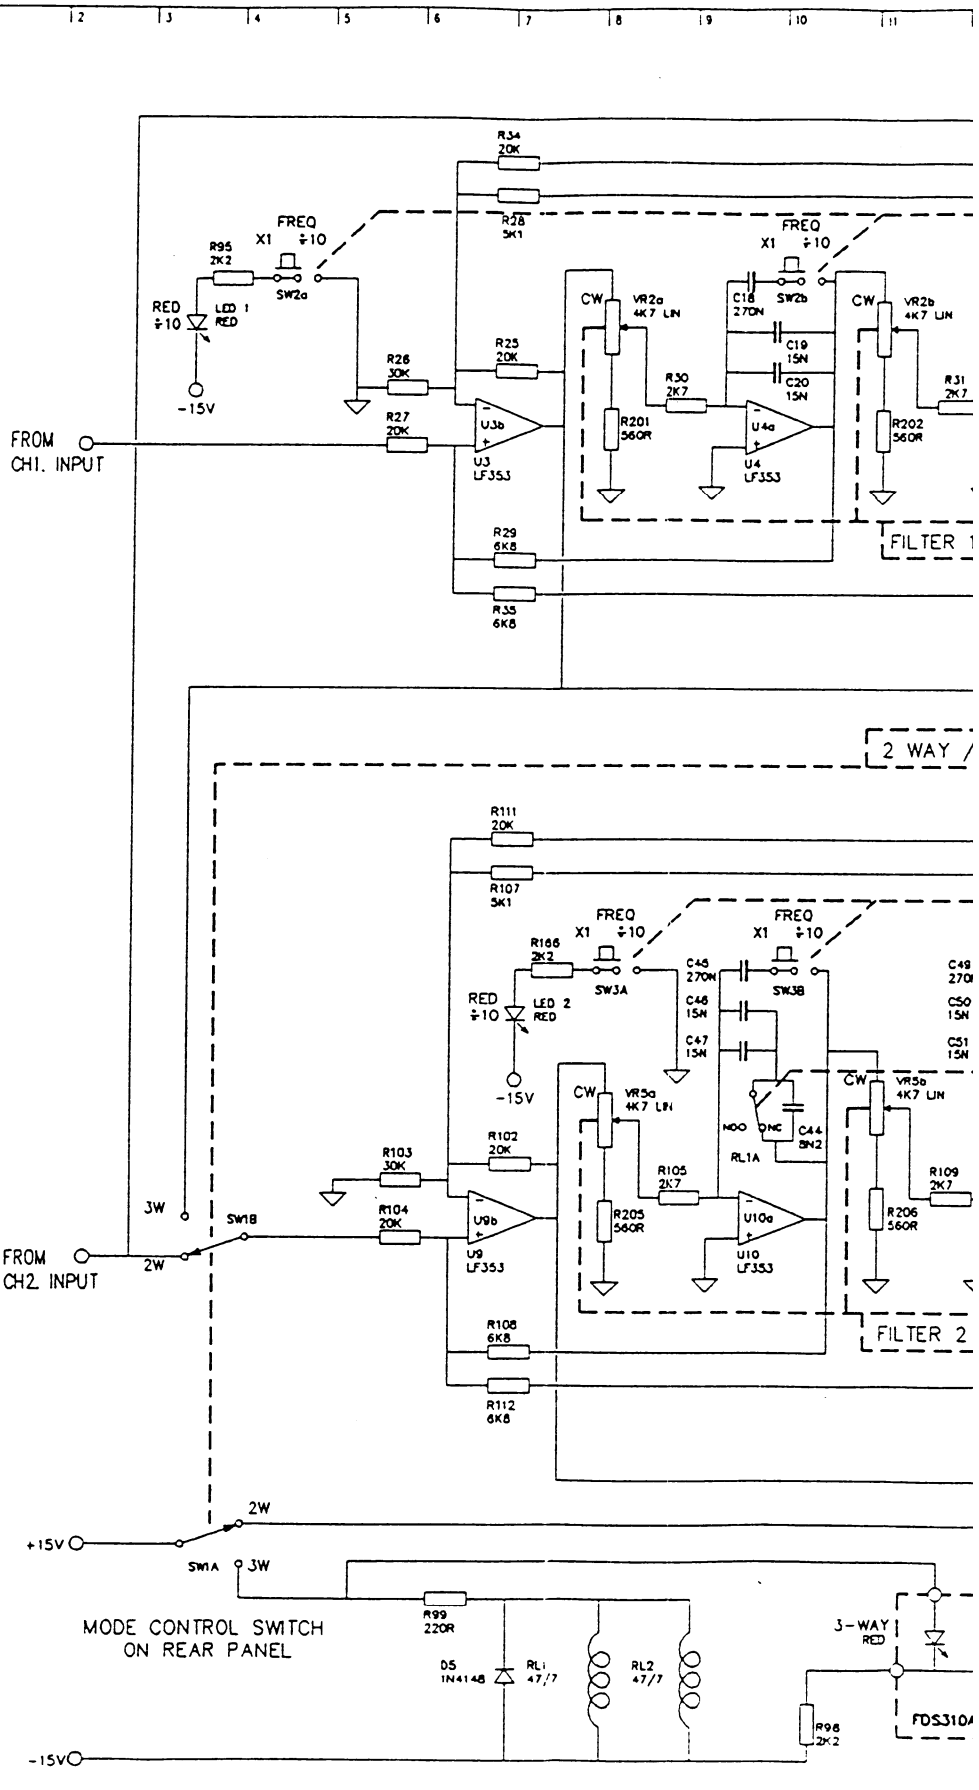 2 3 4 5 6 7 8 9 10 11
R34
20K
R28
5K1
FREQ
X1 ÷10
R95
2K2
SW2a
RED
÷10
LED 1
RED
-15V
FREQ
X1 ÷10
C18
270N
SW2b
CW
VR2a
4K7 LIN
CW
VR2b
4K7 LIN
C19
15N
C20
15N
R25
20K
R26
30K
R27
20K
R30
2K7
R31
2K7
U3b
U3
LF353
R201
560R
U4a
U4
LF353
R202
560R
FROM
CH1. INPUT
R29
6K8
R35
6K8
FILTER 1
2 WAY /
R111
20K
R107
5K1
FREQ
X1 ÷10
R166
2K2
SW3A
RED
÷10
LED 2
RED
-15V
FREQ
X1 ÷10
C45
270N
SW3B
C46
15N
C47
15N
C49
270N
C50
15N
C51
15N
CW
VR5a
4K7 LIN
CW
VR5b
4K7 LIN
NO NC
C44
8N2
RL1A
R102
20K
R103
30K
R104
20K
R105
2K7
R109
2K7
U9b
U9
LF353
R205
560R
U10a
U10
LF353
R206
560R
3W
SW1B
2W
FROM
CH2 INPUT
R108
6K8
R112
6K8
FILTER 2
2W
+15V
SW1A
3W
MODE CONTROL SWITCH
ON REAR PANEL
R99
220R
D5
1N4148
RL1
47/7
RL2
47/7
3-WAY
RED
R98
2K2
FDS310A
-15V